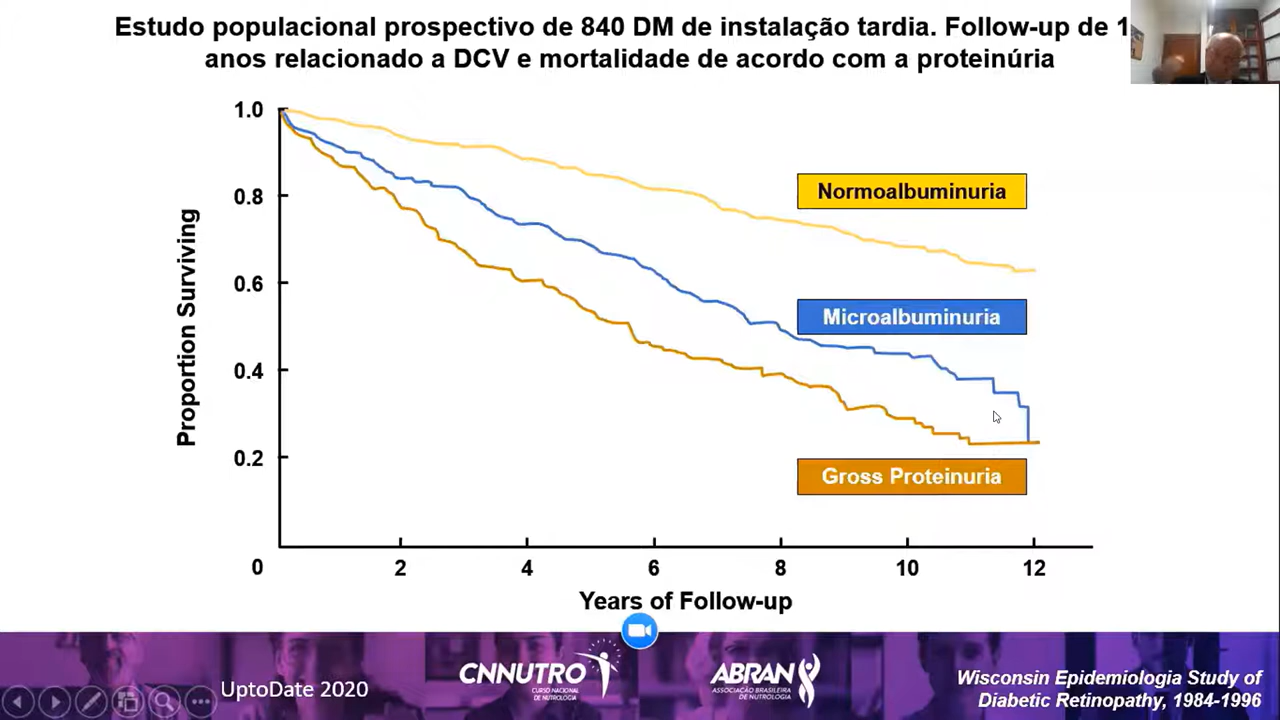 Estudo populacional prospectivo de 840 DM de instalação tardia. Follow-up de 1
anos relacionado a DCV e mortalidade de acordo com a proteinúria
1.0
0.8
0.6
0.4
0.2
0
Proportion Surviving
Normoalbuminuria
Microalbuminuria
Gross Proteinuria
2 4 6 8 10 12
Years of Follow-up
UptoDate 2020
CNNUTRO
CURSO NACIONAL
DE NUTROLOGIA
ABRAN
ASSOCIAÇÃO BRASILEIRA
DE NUTROLOGIA
Wisconsin Epidemiologia Study of
Diabetic Retinopathy, 1984-1996